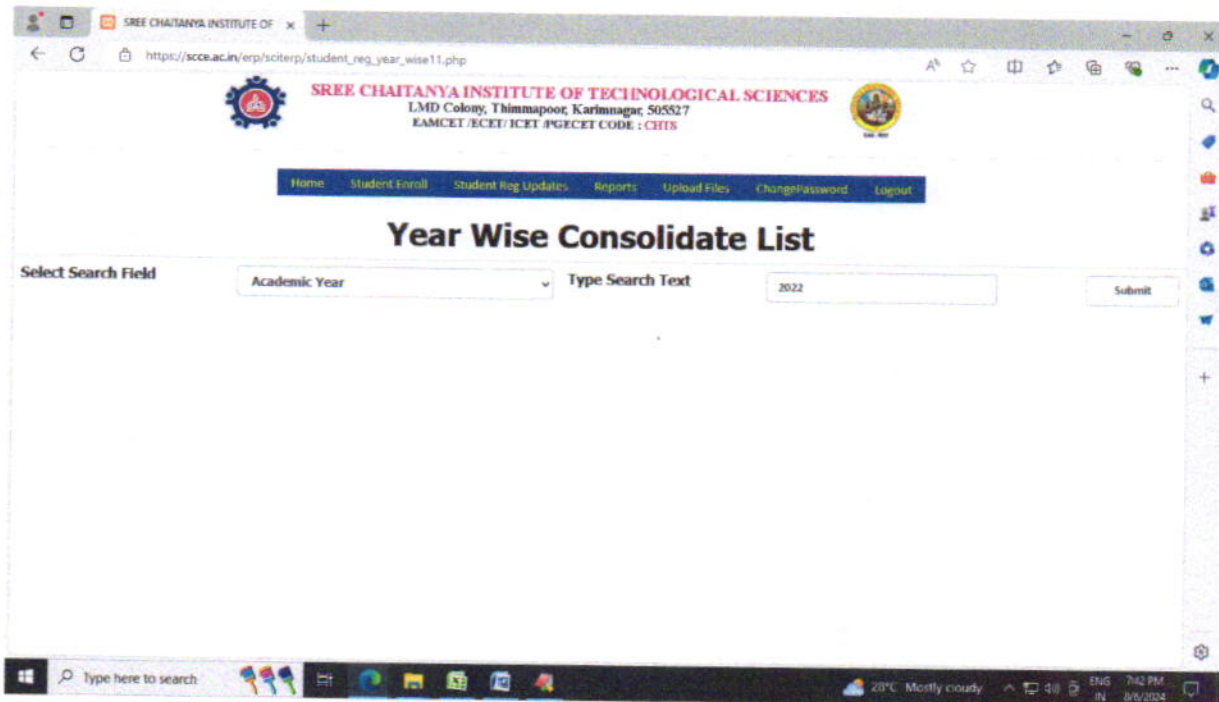 SREE CHAITANYA INSTITUTE OF
https://scce.ac.in/erp/sciterp/student_reg_year_wise11.php
SREE CHAITANYA INSTITUTE OF TECHNOLOGICAL SCIENCES
LMD Colony, Thimmapoor, Karimnagar, 505527
EAMCET /ECET/ ICET /PGECET CODE : CHTS
Home Student Enroll Student Reg Updates Reports Upload Files ChangePassword Logout
Year Wise Consolidate List
Select Search Field Academic Year Type Search Text 2022 Submit
Type here to search 28°C Mostly cloudy ENG 7:42 PM
IN 8/6/2024